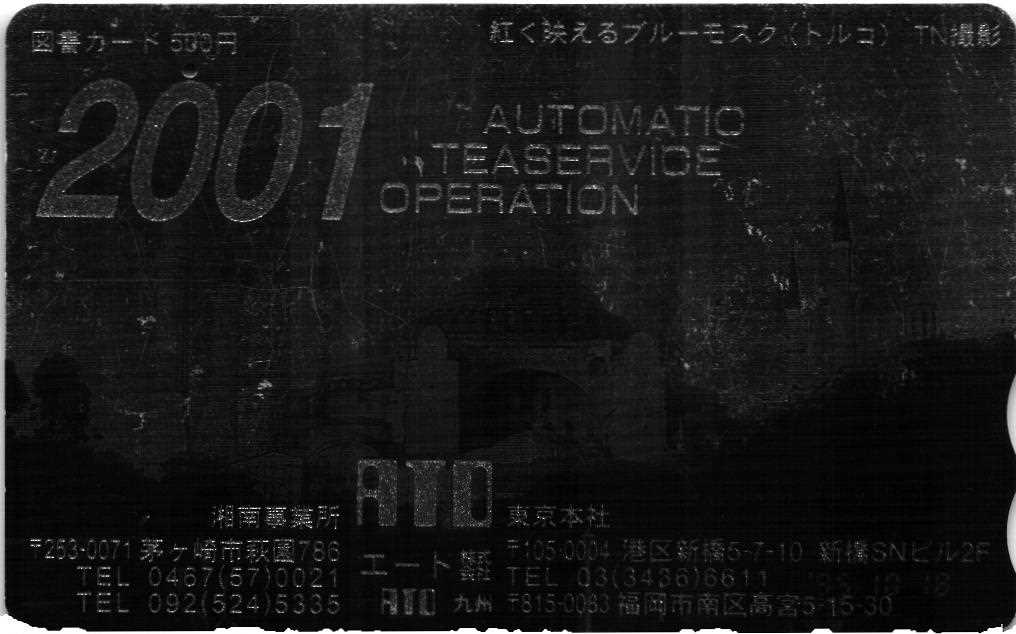 図書カード 500円
紅く映えるブルーモスク(トルコ) TN撮影
2001
AUTOMATIC
TEASERVICE
OPERATION
ATO
湘南事業所
〒253-0071 茅ヶ崎市萩園786
TEL 0467(57)0021
TEL 092(524)5335
エート株式会社
ATO 九州
東京本社
〒105-0004 港区新橋5-7-10 新橋SNビル2F
TEL 03(3436)6611
〒815-0083 福岡市南区高宮5-15-30